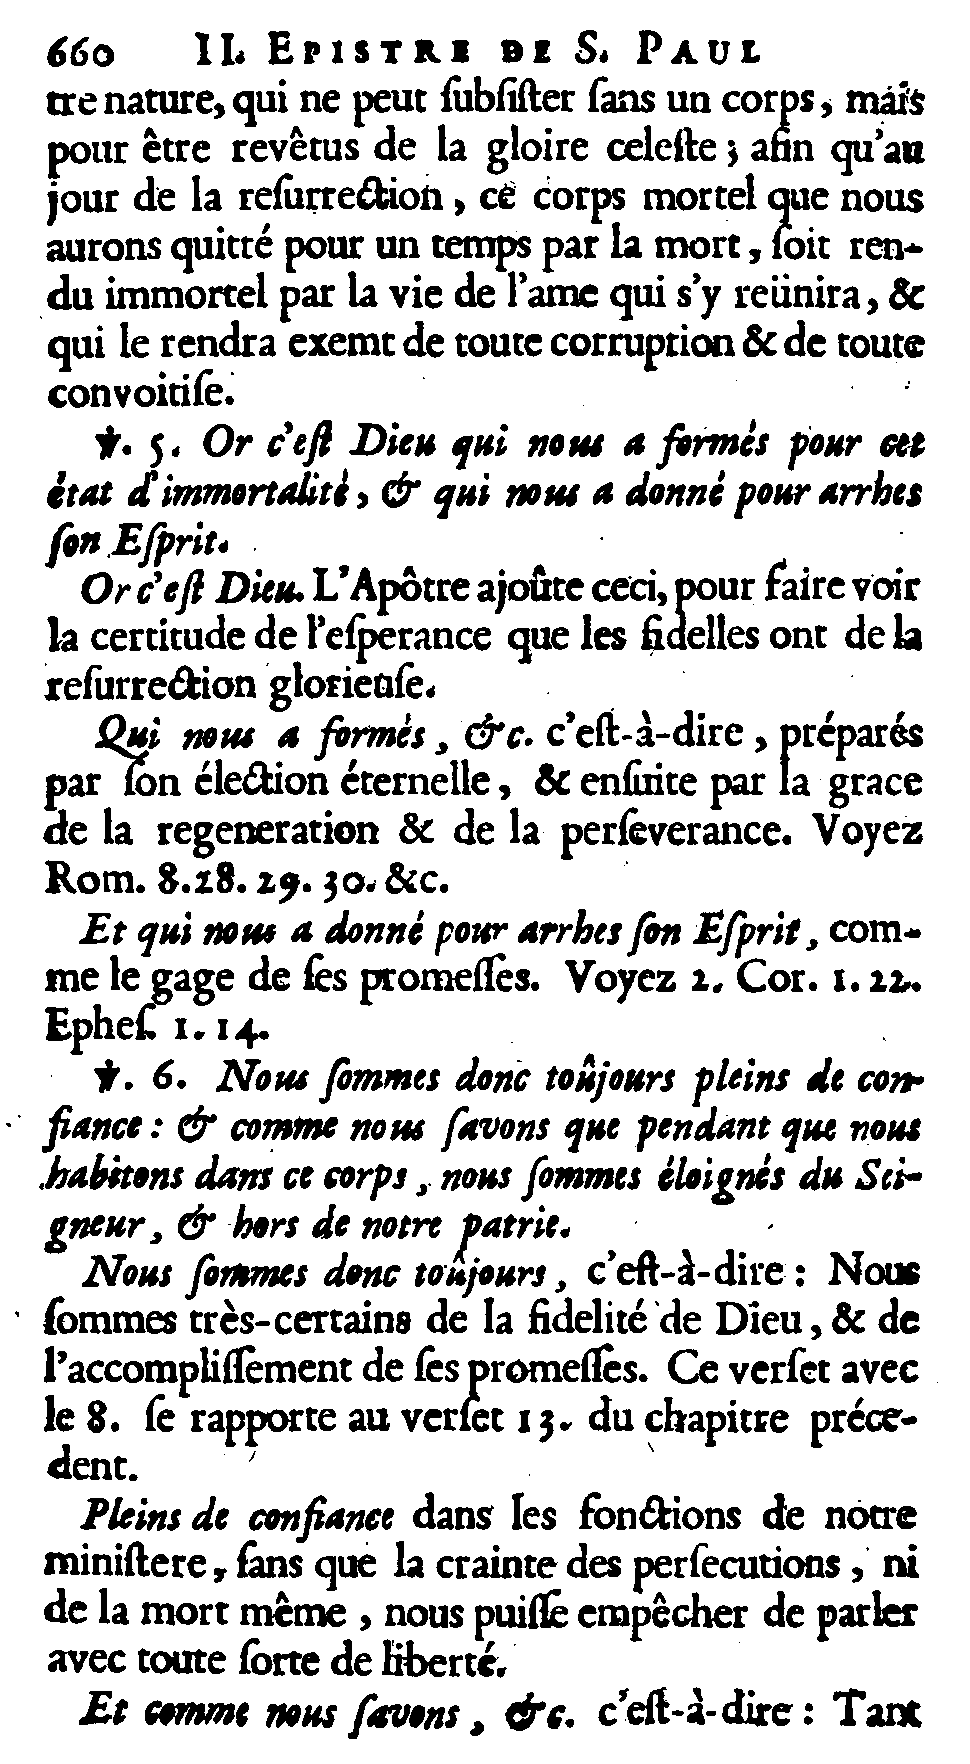 660 II. EPISTRE DE S. PAUL
tre nature, qui ne peut ſubſiſter ſans un corps, mais
pour être revêtus de la gloire celeſte ; afin qu'au
jour de la reſurrection, ce corps mortel que nous
aurons quitté pour un temps par la mort, ſoit ren-
du immortel par la vie de l'ame qui s'y reünira, &
qui le rendra exemt de toute corruption & de toute
convoitiſe.
℣. 5. Or c'eſt Dieu qui nous a formés pour cet
état d'immortalité, & qui nous a donné pour arrhes
ſon Eſprit.
Or c'eſt Dieu. L'Apôtre ajoûte ceci, pour faire voir
la certitude de l'eſperance que les fidelles ont de la
reſurrection glorieuſe.
Qui nous a formés, &c. c'eſt-à-dire, préparés
par ſon élection éternelle, & enſuite par la grace
de la regeneration & de la perſeverance. Voyez
Rom. 8.28. 29. 30. &c.
Et qui nous a donné pour arrhes ſon Eſprit, com-
me le gage de ſes promeſſes. Voyez 2. Cor. 1. 22.
Epheſ. 1. 14.
℣. 6. Nous ſommes donc toûjours pleins de con-
fiance : & comme nous ſavons que pendant que nous
habitons dans ce corps, nous ſommes éloignés du Sei-
gneur, & hors de notre patrie.
Nous ſommes donc toûjours, c'eſt-à-dire : Nous
ſommes très-certains de la fidelité de Dieu, & de
l'accompliſſement de ſes promeſſes. Ce verſet avec
le 8. ſe rapporte au verſet 13. du chapitre préce-
dent.
Pleins de confiance dans les fonctions de notre
miniſtere, ſans que la crainte des perſecutions, ni
de la mort même, nous puiſſe empêcher de parler
avec toute ſorte de liberté.
Et comme nous ſavons, &c. c'eſt-à-dire : Tant